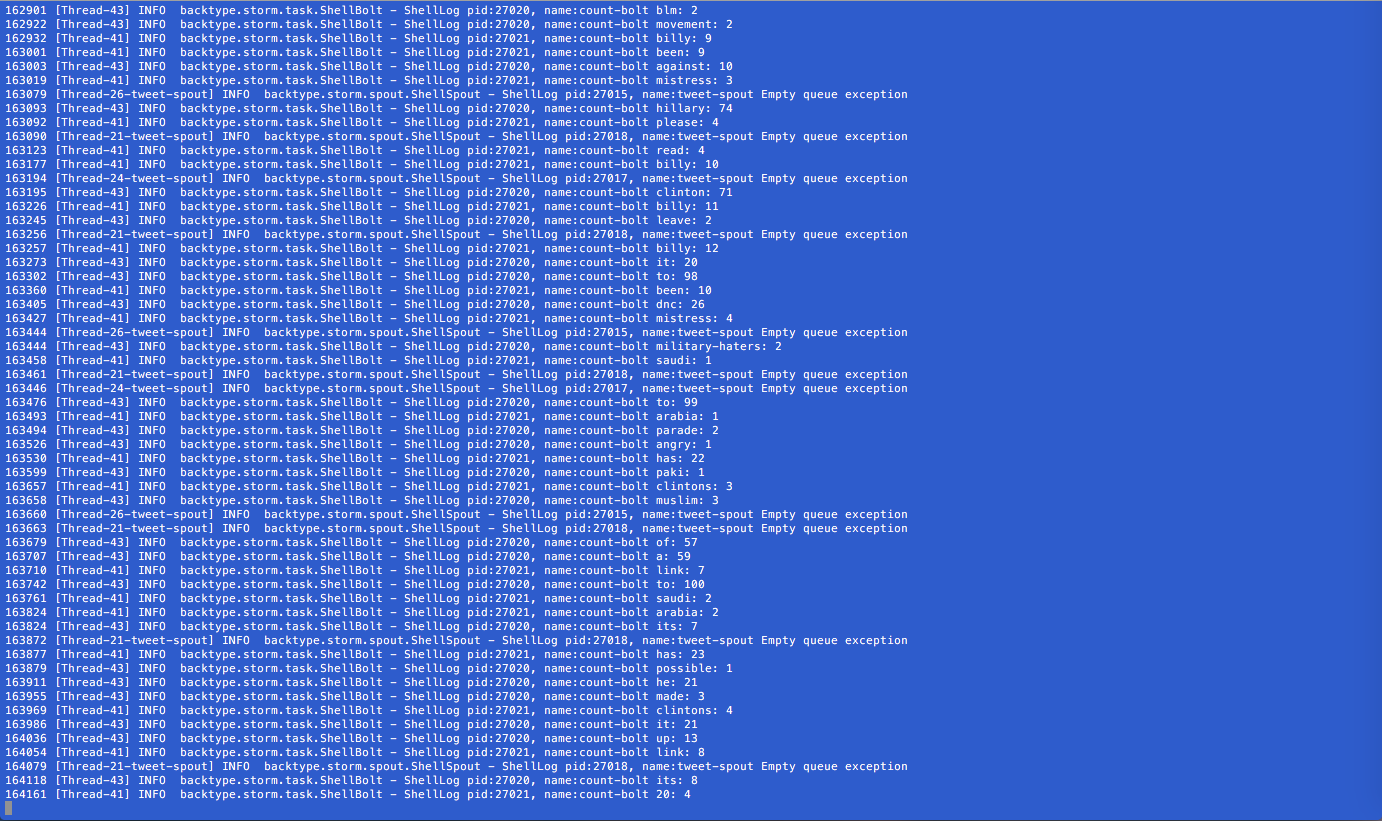 162901 [Thread-43] INFO  backtype.storm.task.ShellBolt - ShellLog pid:27020, name:count-bolt blm: 2
162922 [Thread-43] INFO  backtype.storm.task.ShellBolt - ShellLog pid:27020, name:count-bolt movement: 2
162932 [Thread-41] INFO  backtype.storm.task.ShellBolt - ShellLog pid:27021, name:count-bolt billy: 9
163001 [Thread-41] INFO  backtype.storm.task.ShellBolt - ShellLog pid:27021, name:count-bolt been: 9
163003 [Thread-43] INFO  backtype.storm.task.ShellBolt - ShellLog pid:27020, name:count-bolt against: 10
163019 [Thread-41] INFO  backtype.storm.task.ShellBolt - ShellLog pid:27021, name:count-bolt mistress: 3
163079 [Thread-26-tweet-spout] INFO  backtype.storm.spout.ShellSpout - ShellLog pid:27015, name:tweet-spout Empty queue exception
163093 [Thread-43] INFO  backtype.storm.task.ShellBolt - ShellLog pid:27020, name:count-bolt hillary: 74
163092 [Thread-41] INFO  backtype.storm.task.ShellBolt - ShellLog pid:27021, name:count-bolt please: 4
163090 [Thread-21-tweet-spout] INFO  backtype.storm.spout.ShellSpout - ShellLog pid:27018, name:tweet-spout Empty queue exception
163123 [Thread-41] INFO  backtype.storm.task.ShellBolt - ShellLog pid:27021, name:count-bolt read: 4
163177 [Thread-41] INFO  backtype.storm.task.ShellBolt - ShellLog pid:27021, name:count-bolt billy: 10
163194 [Thread-24-tweet-spout] INFO  backtype.storm.spout.ShellSpout - ShellLog pid:27017, name:tweet-spout Empty queue exception
163195 [Thread-43] INFO  backtype.storm.task.ShellBolt - ShellLog pid:27020, name:count-bolt clinton: 71
163226 [Thread-41] INFO  backtype.storm.task.ShellBolt - ShellLog pid:27021, name:count-bolt billy: 11
163245 [Thread-43] INFO  backtype.storm.task.ShellBolt - ShellLog pid:27020, name:count-bolt leave: 2
163256 [Thread-21-tweet-spout] INFO  backtype.storm.spout.ShellSpout - ShellLog pid:27018, name:tweet-spout Empty queue exception
163257 [Thread-41] INFO  backtype.storm.task.ShellBolt - ShellLog pid:27021, name:count-bolt billy: 12
163273 [Thread-43] INFO  backtype.storm.task.ShellBolt - ShellLog pid:27020, name:count-bolt it: 20
163302 [Thread-43] INFO  backtype.storm.task.ShellBolt - ShellLog pid:27020, name:count-bolt to: 98
163360 [Thread-41] INFO  backtype.storm.task.ShellBolt - ShellLog pid:27021, name:count-bolt been: 10
163405 [Thread-43] INFO  backtype.storm.task.ShellBolt - ShellLog pid:27020, name:count-bolt dnc: 26
163427 [Thread-41] INFO  backtype.storm.task.ShellBolt - ShellLog pid:27021, name:count-bolt mistress: 4
163444 [Thread-26-tweet-spout] INFO  backtype.storm.spout.ShellSpout - ShellLog pid:27015, name:tweet-spout Empty queue exception
163444 [Thread-43] INFO  backtype.storm.task.ShellBolt - ShellLog pid:27020, name:count-bolt military-haters: 2
163458 [Thread-41] INFO  backtype.storm.task.ShellBolt - ShellLog pid:27021, name:count-bolt saudi: 1
163461 [Thread-21-tweet-spout] INFO  backtype.storm.spout.ShellSpout - ShellLog pid:27018, name:tweet-spout Empty queue exception
163446 [Thread-24-tweet-spout] INFO  backtype.storm.spout.ShellSpout - ShellLog pid:27017, name:tweet-spout Empty queue exception
163476 [Thread-43] INFO  backtype.storm.task.ShellBolt - ShellLog pid:27020, name:count-bolt to: 99
163493 [Thread-41] INFO  backtype.storm.task.ShellBolt - ShellLog pid:27021, name:count-bolt arabia: 1
163494 [Thread-43] INFO  backtype.storm.task.ShellBolt - ShellLog pid:27020, name:count-bolt parade: 2
163526 [Thread-43] INFO  backtype.storm.task.ShellBolt - ShellLog pid:27020, name:count-bolt angry: 1
163530 [Thread-41] INFO  backtype.storm.task.ShellBolt - ShellLog pid:27021, name:count-bolt has: 22
163599 [Thread-43] INFO  backtype.storm.task.ShellBolt - ShellLog pid:27020, name:count-bolt paki: 1
163657 [Thread-41] INFO  backtype.storm.task.ShellBolt - ShellLog pid:27021, name:count-bolt clintons: 3
163658 [Thread-43] INFO  backtype.storm.task.ShellBolt - ShellLog pid:27020, name:count-bolt muslim: 3
163660 [Thread-26-tweet-spout] INFO  backtype.storm.spout.ShellSpout - ShellLog pid:27015, name:tweet-spout Empty queue exception
163663 [Thread-21-tweet-spout] INFO  backtype.storm.spout.ShellSpout - ShellLog pid:27018, name:tweet-spout Empty queue exception
163679 [Thread-43] INFO  backtype.storm.task.ShellBolt - ShellLog pid:27020, name:count-bolt of: 57
163707 [Thread-43] INFO  backtype.storm.task.ShellBolt - ShellLog pid:27020, name:count-bolt a: 59
163710 [Thread-41] INFO  backtype.storm.task.ShellBolt - ShellLog pid:27021, name:count-bolt link: 7
163742 [Thread-43] INFO  backtype.storm.task.ShellBolt - ShellLog pid:27020, name:count-bolt to: 100
163761 [Thread-41] INFO  backtype.storm.task.ShellBolt - ShellLog pid:27021, name:count-bolt saudi: 2
163824 [Thread-41] INFO  backtype.storm.task.ShellBolt - ShellLog pid:27021, name:count-bolt arabia: 2
163824 [Thread-43] INFO  backtype.storm.task.ShellBolt - ShellLog pid:27020, name:count-bolt its: 7
163872 [Thread-21-tweet-spout] INFO  backtype.storm.spout.ShellSpout - ShellLog pid:27018, name:tweet-spout Empty queue exception
163877 [Thread-41] INFO  backtype.storm.task.ShellBolt - ShellLog pid:27021, name:count-bolt has: 23
163879 [Thread-43] INFO  backtype.storm.task.ShellBolt - ShellLog pid:27020, name:count-bolt possible: 1
163911 [Thread-43] INFO  backtype.storm.task.ShellBolt - ShellLog pid:27020, name:count-bolt he: 21
163955 [Thread-43] INFO  backtype.storm.task.ShellBolt - ShellLog pid:27020, name:count-bolt made: 3
163969 [Thread-41] INFO  backtype.storm.task.ShellBolt - ShellLog pid:27021, name:count-bolt clintons: 4
163986 [Thread-43] INFO  backtype.storm.task.ShellBolt - ShellLog pid:27020, name:count-bolt it: 21
164036 [Thread-43] INFO  backtype.storm.task.ShellBolt - ShellLog pid:27020, name:count-bolt up: 13
164054 [Thread-41] INFO  backtype.storm.task.ShellBolt - ShellLog pid:27021, name:count-bolt link: 8
164079 [Thread-21-tweet-spout] INFO  backtype.storm.spout.ShellSpout - ShellLog pid:27018, name:tweet-spout Empty queue exception
164118 [Thread-43] INFO  backtype.storm.task.ShellBolt - ShellLog pid:27020, name:count-bolt its: 8
164161 [Thread-41] INFO  backtype.storm.task.ShellBolt - ShellLog pid:27021, name:count-bolt 20: 4